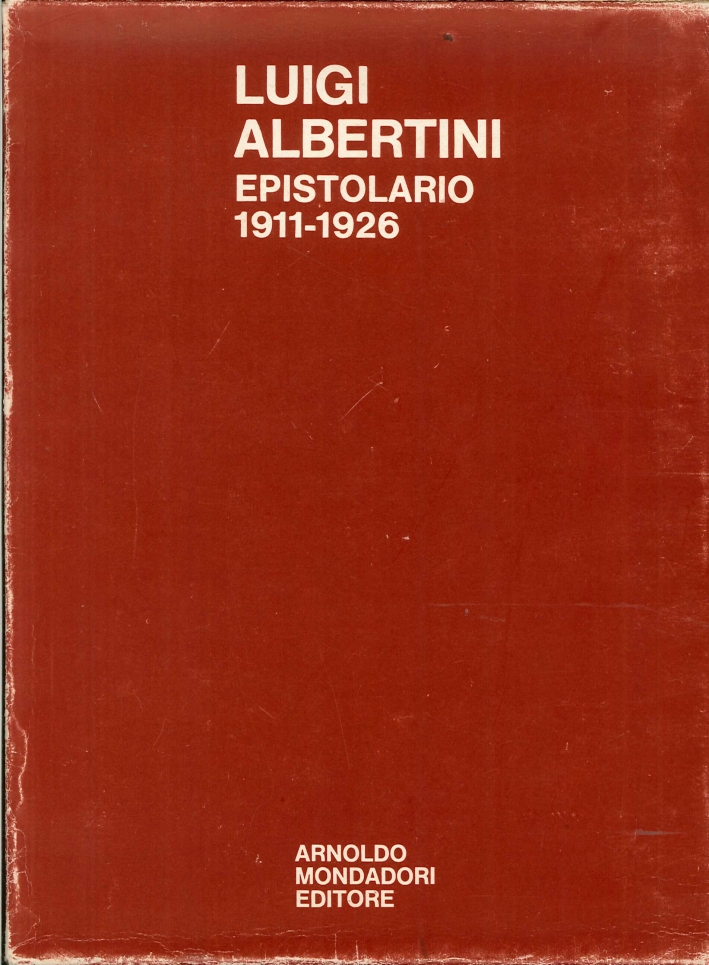 LUIGI
ALBERTINI
EPISTOLARIO
1911-1926
ARNOLDO
MONDADORI
EDITORE